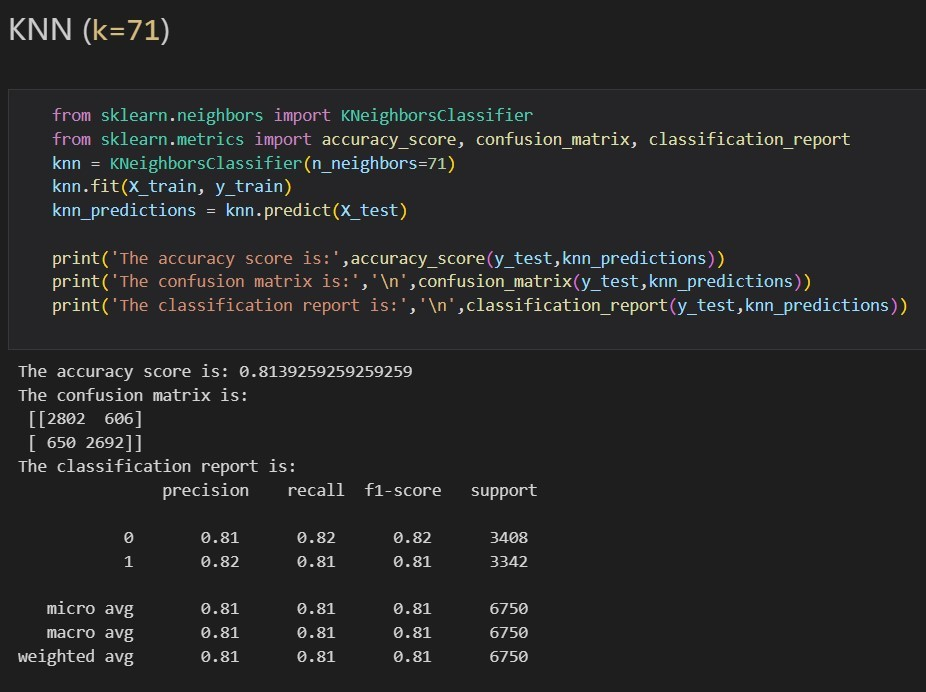 KNN (k=71)
from sklearn.neighbors import KNeighborsClassifier
from sklearn.metrics import accuracy_score, confusion_matrix, classification_report
knn = KNeighborsClassifier(n_neighbors=71)
knn.fit(X_train, y_train)
knn_predictions = knn.predict(X_test)
print('The accuracy score is:',accuracy_score(y_test,knn_predictions))
print('The confusion matrix is:','\n',confusion_matrix(y_test,knn_predictions))
print('The classification report is:','\n',classification_report(y_test,knn_predictions))
The accuracy score is: 0.8139259259259259
The confusion matrix is:
[[2802  606]
[ 650 2692]]
The classification report is:
precision    recall  f1-score   support
0       0.81      0.82      0.82      3408
1       0.82      0.81      0.81      3342
micro avg       0.81      0.81      0.81      6750
macro avg       0.81      0.81      0.81      6750
weighted avg       0.81      0.81      0.81      6750